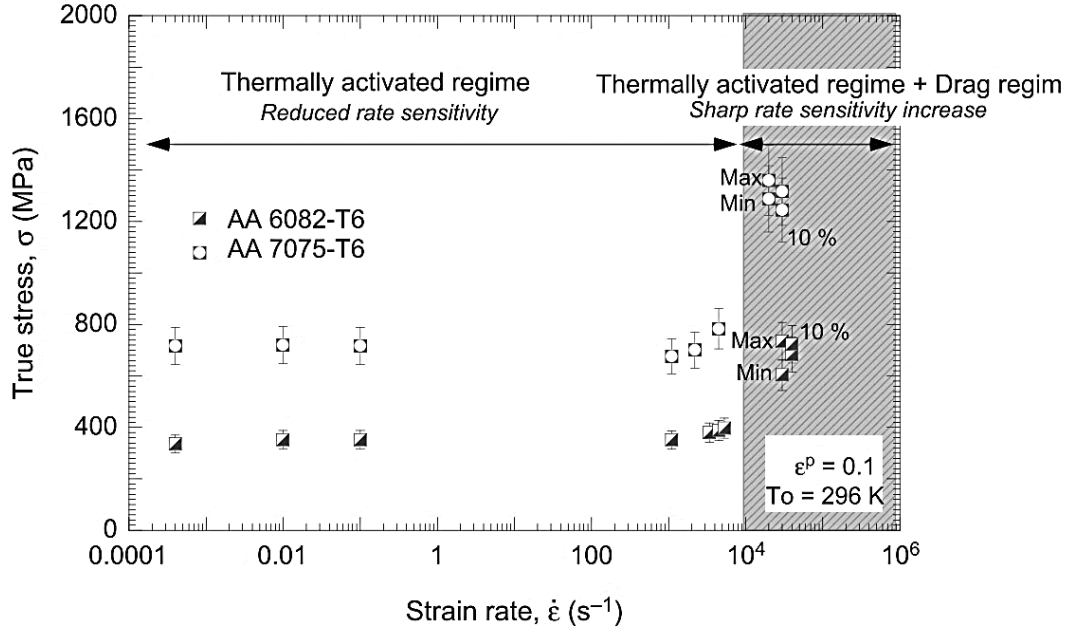 2000
1600
1200
800
400
0
True stress, σ (MPa)
Thermally activated regime
Reduced rate sensitivity
Thermally activated regime + Drag regim
Sharp rate sensitivity increase
AA 6082-T6
AA 7075-T6
Max
Min
10 %
Max
10 %
Min
εᵖ = 0.1
To = 296 K
0.0001 0.01 1 100 10⁴ 10⁶
Strain rate, ε̇ (s⁻¹)